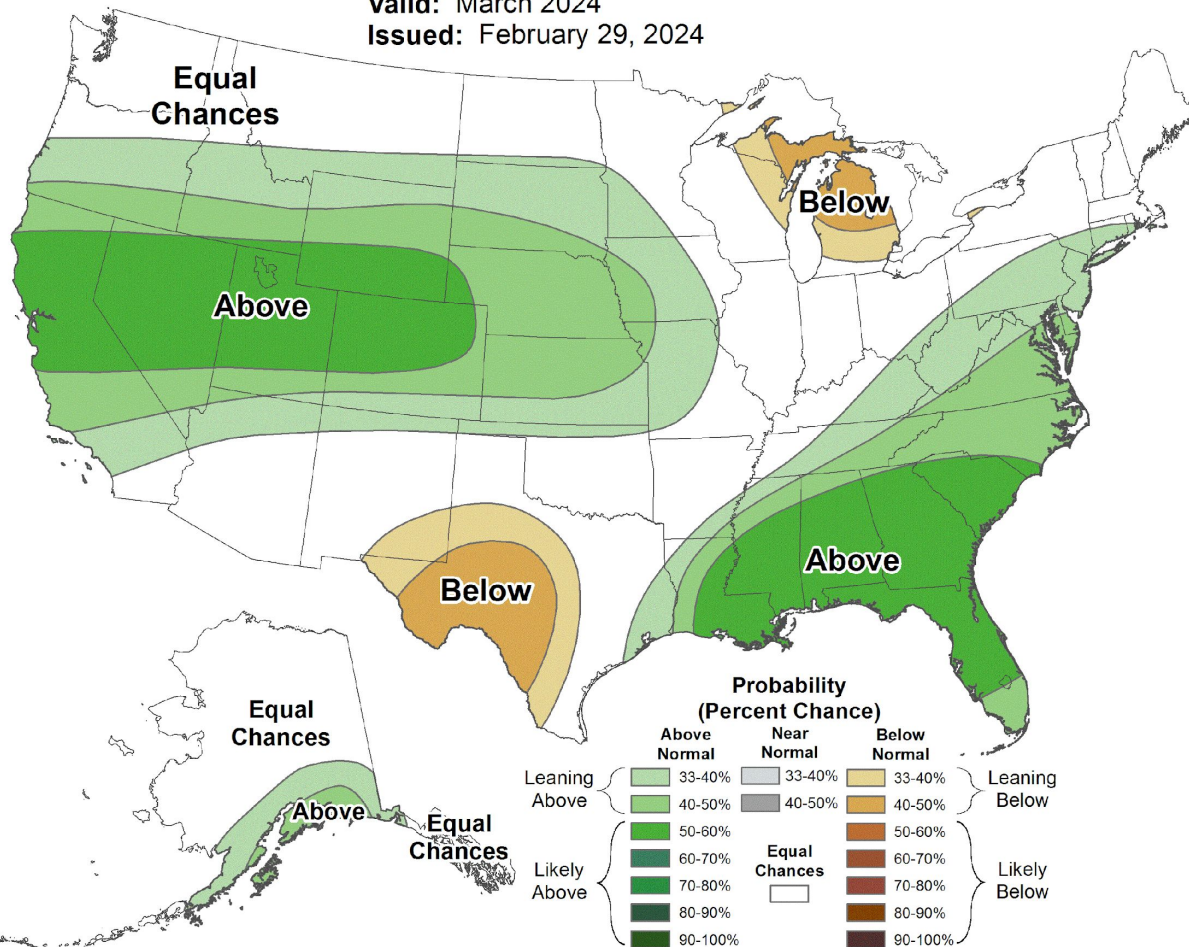 Valid: March 2024
Issued: February 29, 2024
Equal
Chances
Below
Above
Above
Below
Equal
Chances
Above
Equal
Chances
Probability
(Percent Chance)
Above
Normal
Near
Normal
Below
Normal
Leaning
Above
33-40%
33-40%
33-40%
Leaning
Below
40-50%
40-50%
40-50%
50-60%
50-60%
Equal
Chances
60-70%
60-70%
Likely
Above
70-80%
70-80%
Likely
Below
80-90%
80-90%
90-100%
90-100%